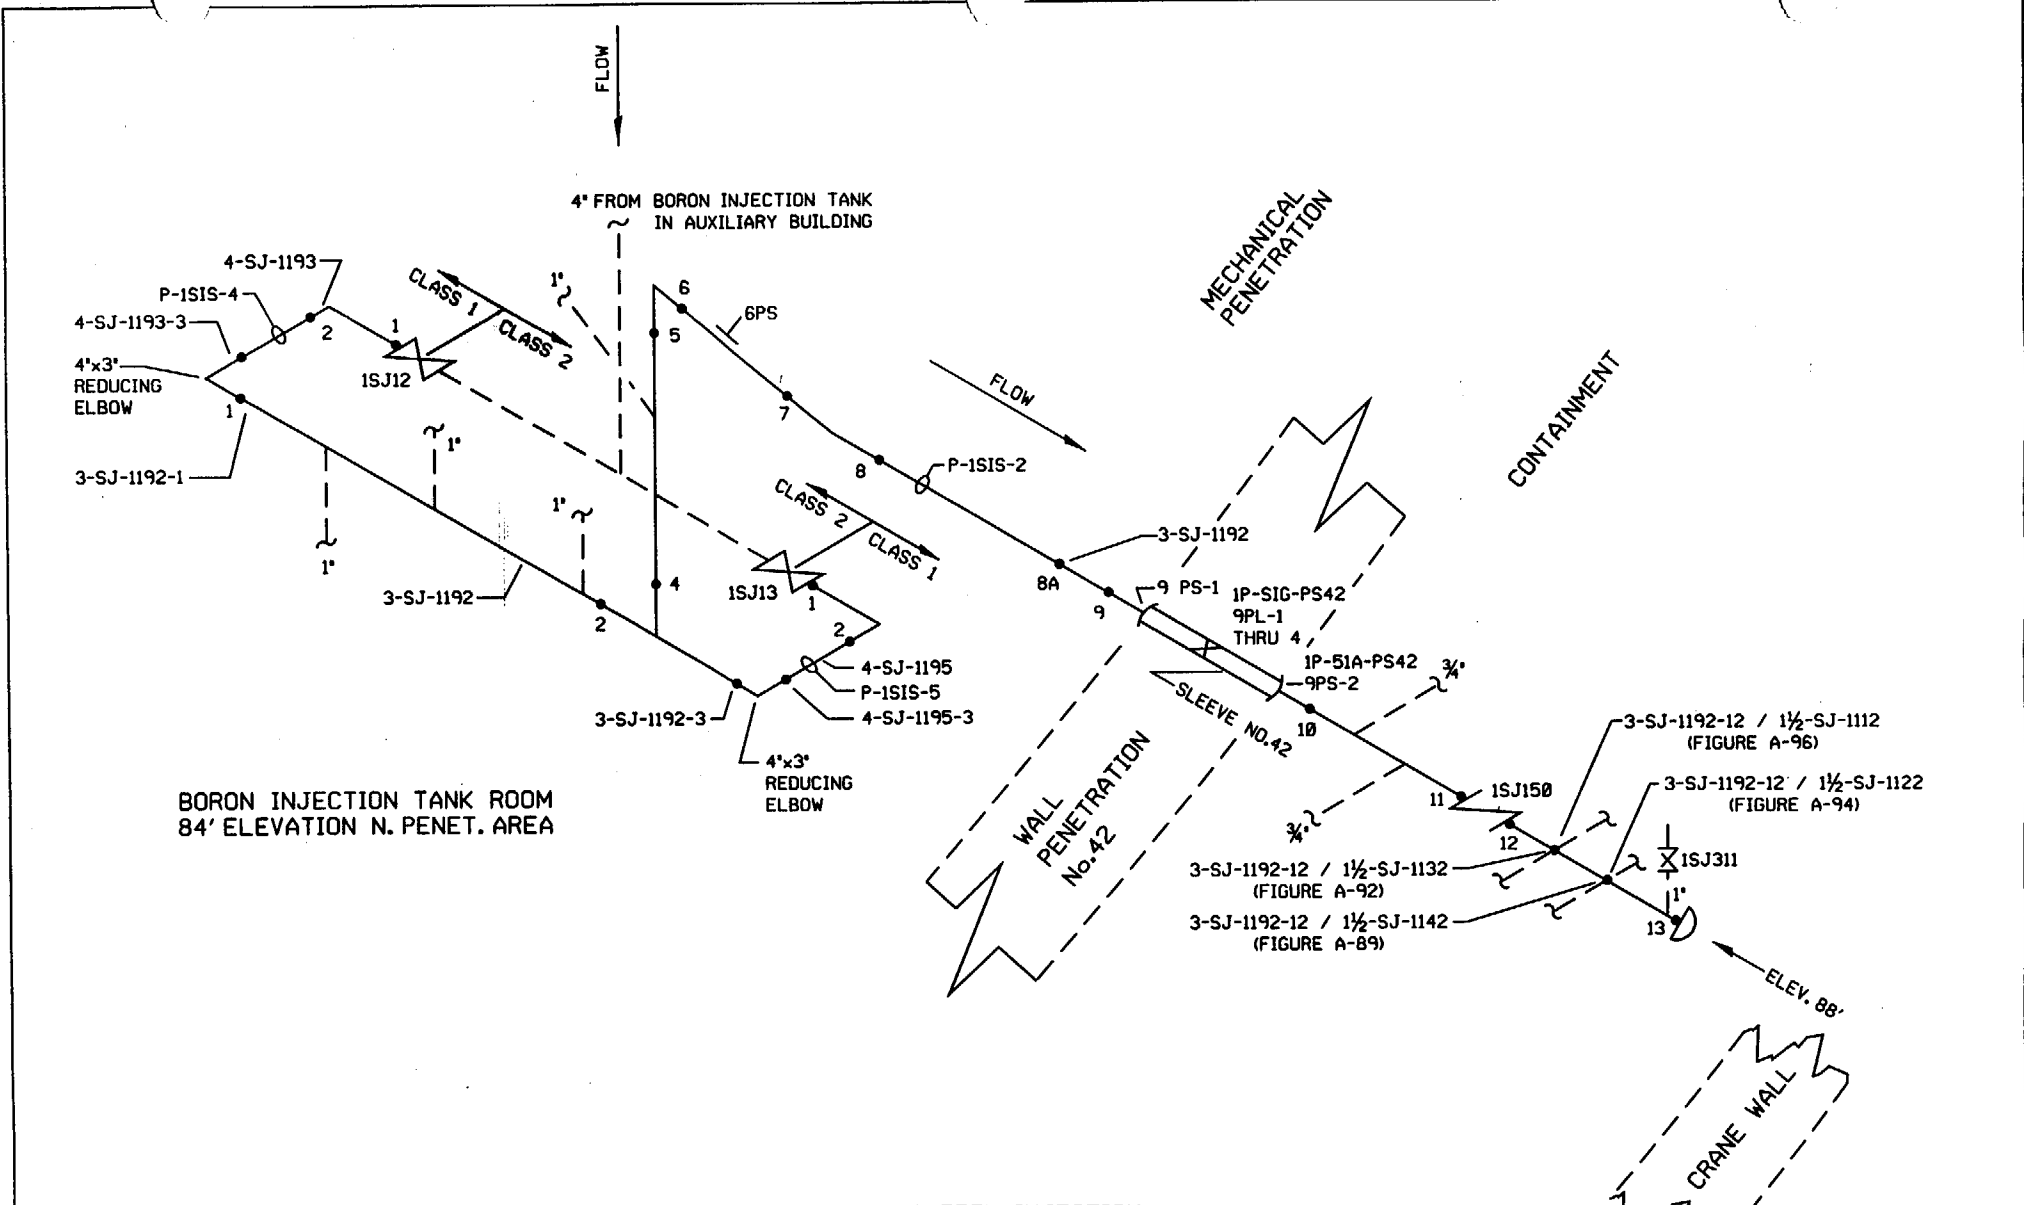 FLOW
4" FROM BORON INJECTION TANK
IN AUXILIARY BUILDING
MECHANICAL
PENETRATION
4-SJ-1193
P-1SIS-4
4-SJ-1193-3
4"x3"
REDUCING
ELBOW
1
2
1
1SJ12
CLASS 1
CLASS 2
1"
3-SJ-1192-1
1"
1"
1"
3-SJ-1192
2
4
5
6
6PS
7
8
P-1SIS-2
FLOW
CONTAINMENT
CLASS 2
CLASS 1
1SJ13
1
2
4-SJ-1195
P-1SIS-5
4-SJ-1195-3
3-SJ-1192-3
4"x3"
REDUCING
ELBOW
3-SJ-1192
8A
9
9 PS-1
1P-SIG-PS42
9PL-1
THRU 4
1P-51A-PS42
9PS-2
SLEEVE NO.42
10
3/4"
3/4"
WALL
PENETRATION
No.42
11
1SJ150
12
3-SJ-1192-12 / 1½-SJ-1112
(FIGURE A-96)
3-SJ-1192-12 / 1½-SJ-1122
(FIGURE A-94)
1SJ311
1"
13
3-SJ-1192-12 / 1½-SJ-1132
(FIGURE A-92)
3-SJ-1192-12 / 1½-SJ-1142
(FIGURE A-89)
ELEV. 88'
CRANE WALL
BORON INJECTION TANK ROOM
84' ELEVATION N. PENET. AREA